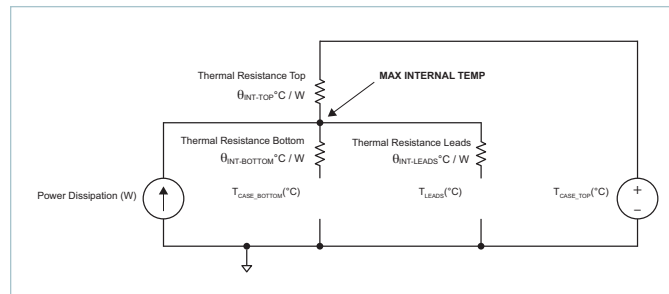 Thermal Resistance Top
MAX INTERNAL TEMP
θINT-TOP°C / W
Thermal Resistance Bottom
Thermal Resistance Leads
θINT-BOTTOM°C / W
θINT-LEADS°C / W
Power Dissipation (W)
TCASE_BOTTOM(°C)
TLEADS(°C)
TCASE_TOP(°C)
+
–